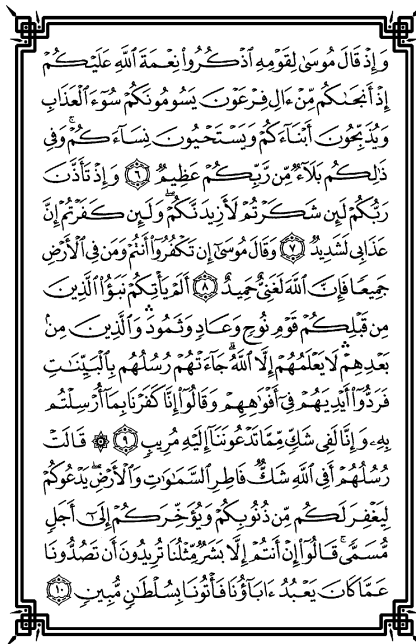 وَإِذۡ قَالَ مُوسَىٰ لِقَوۡمِهِ ٱذۡكُرُواْ نِعۡمَةَ ٱللَّهِ عَلَيۡكُمۡ
إِذۡ أَنجَىٰكُم مِّنۡ ءَالِ فِرۡعَوۡنَ يَسُومُونَكُمۡ سُوٓءَ ٱلۡعَذَابِ
وَيُذَبِّحُونَ أَبۡنَآءَكُمۡ وَيَسۡتَحۡيُونَ نِسَآءَكُمۡۚ وَفِي
ذَٰلِكُم بَلَآءٞ مِّن رَّبِّكُمۡ عَظِيمٞ ٦ وَإِذۡ تَأَذَّنَ
رَبُّكُمۡ لَئِن شَكَرۡتُمۡ لَأَزِيدَنَّكُمۡۖ وَلَئِن كَفَرۡتُمۡ إِنَّ
عَذَابِي لَشَدِيدٞ ٧ وَقَالَ مُوسَىٰٓ إِن تَكۡفُرُوٓاْ أَنتُمۡ وَمَن فِي ٱلۡأَرۡضِ
جَمِيعٗا فَإِنَّ ٱللَّهَ لَغَنِيٌّ حَمِيدٌ ٨ أَلَمۡ يَأۡتِكُمۡ نَبَؤُاْ ٱلَّذِينَ
مِن قَبۡلِكُمۡ قَوۡمِ نُوحٖ وَعَادٖ وَثَمُودَۛ وَٱلَّذِينَ مِنۢ
بَعۡدِهِمۡۛ لَا يَعۡلَمُهُمۡ إِلَّا ٱللَّهُۚ جَآءَتۡهُمۡ رُسُلُهُم بِٱلۡبَيِّنَٰتِ
فَرَدُّوٓاْ أَيۡدِيَهُمۡ فِيٓ أَفۡوَٰهِهِمۡ وَقَالُوٓاْ إِنَّا كَفَرۡنَا بِمَآ أُرۡسِلۡتُم
بِهِۦ وَإِنَّا لَفِي شَكّٖ مِّمَّا تَدۡعُونَنَآ إِلَيۡهِ مُرِيبٖ ٩ ۞ قَالَتۡ
رُسُلُهُمۡ أَفِي ٱللَّهِ شَكّٞ فَاطِرِ ٱلسَّمَٰوَٰتِ وَٱلۡأَرۡضِۖ يَدۡعُوكُمۡ
لِيَغۡفِرَ لَكُم مِّن ذُنُوبِكُمۡ وَيُؤَخِّرَكُمۡ إِلَىٰٓ أَجَلٖ
مُّسَمّٗىۚ قَالُوٓاْ إِنۡ أَنتُمۡ إِلَّا بَشَرٞ مِّثۡلُنَا تُرِيدُونَ أَن تَصُدُّونَا
عَمَّا كَانَ يَعۡبُدُ ءَابَآؤُنَا فَأۡتُونَا بِسُلۡطَٰنٖ مُّبِينٖ ١٠